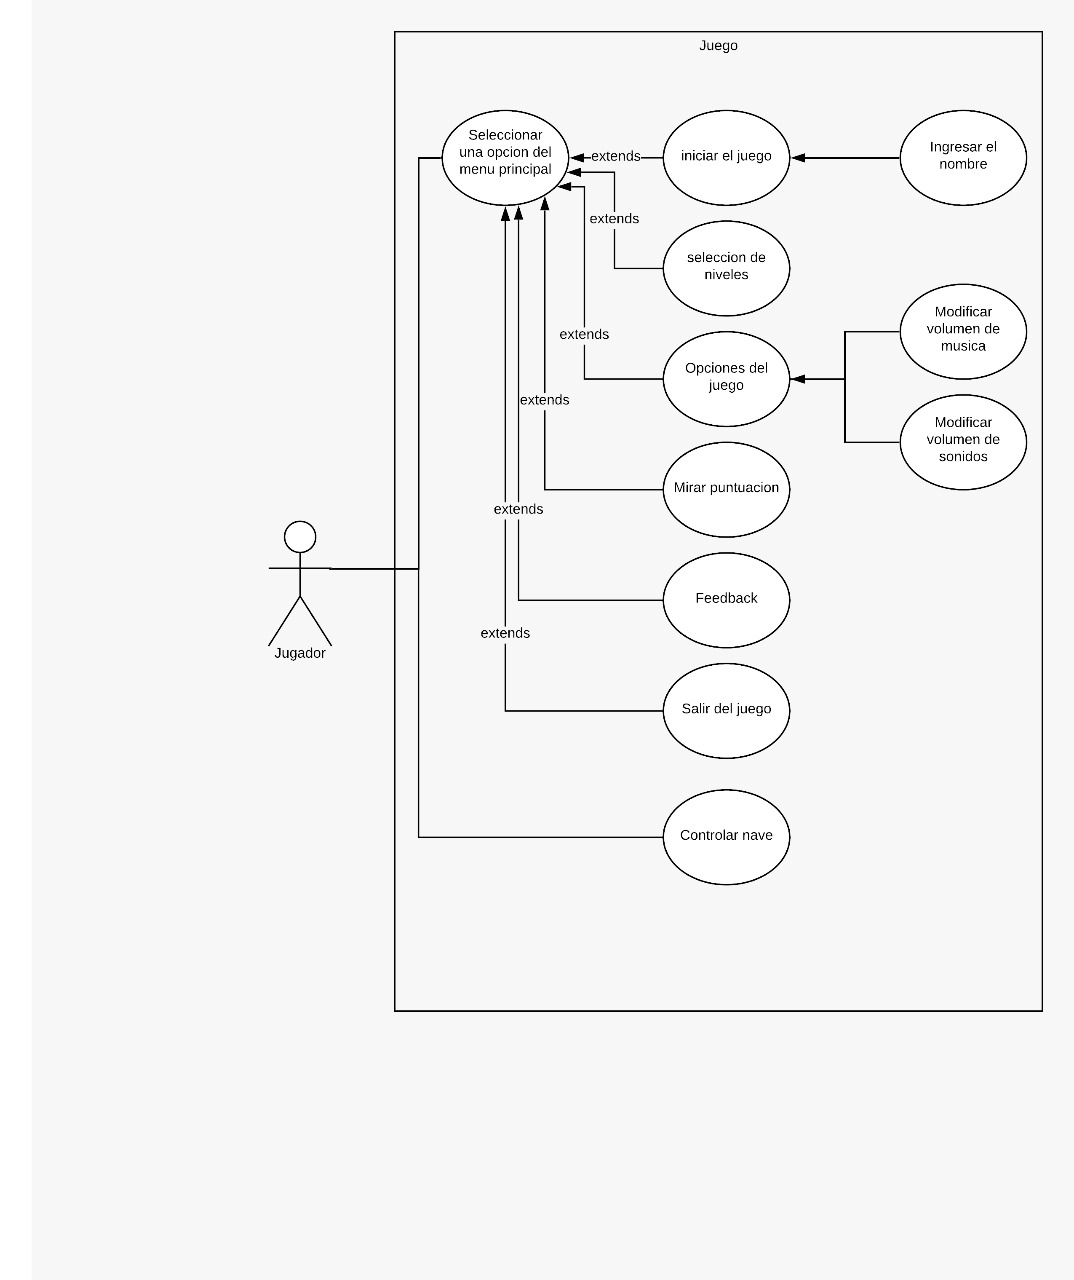 Juego
Seleccionar
una opcion del
menu principal
extends
iniciar el juego
Ingresar el
nombre
extends
seleccion de
niveles
extends
Opciones del
juego
Modificar
volumen de
musica
extends
Modificar
volumen de
sonidos
Mirar puntuacion
extends
Feedback
extends
Jugador
Salir del juego
Controlar nave